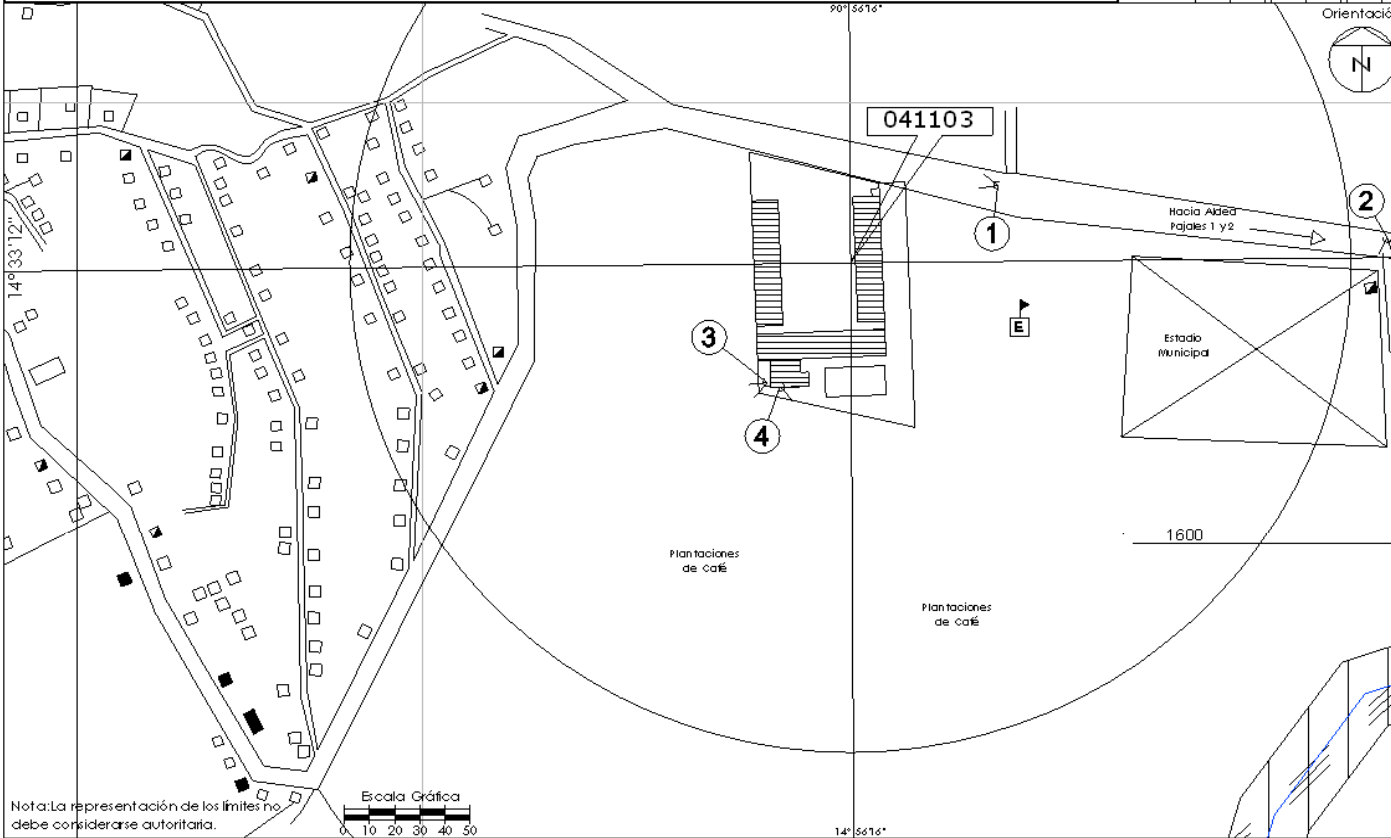 90° 56'16"
Orientació
N
041103
14° 33'12"
1
2
Hacia Aldea
Pajales 1 y 2
E
3
Estadio
Municipal
4
1600
Plantaciones
de Café
Plantaciones
de Café
Escala Gráfica
0 10 20 30 40 50
Nota:La representación de los límites no
debe considerarse autoritaria.
14° 56'16"